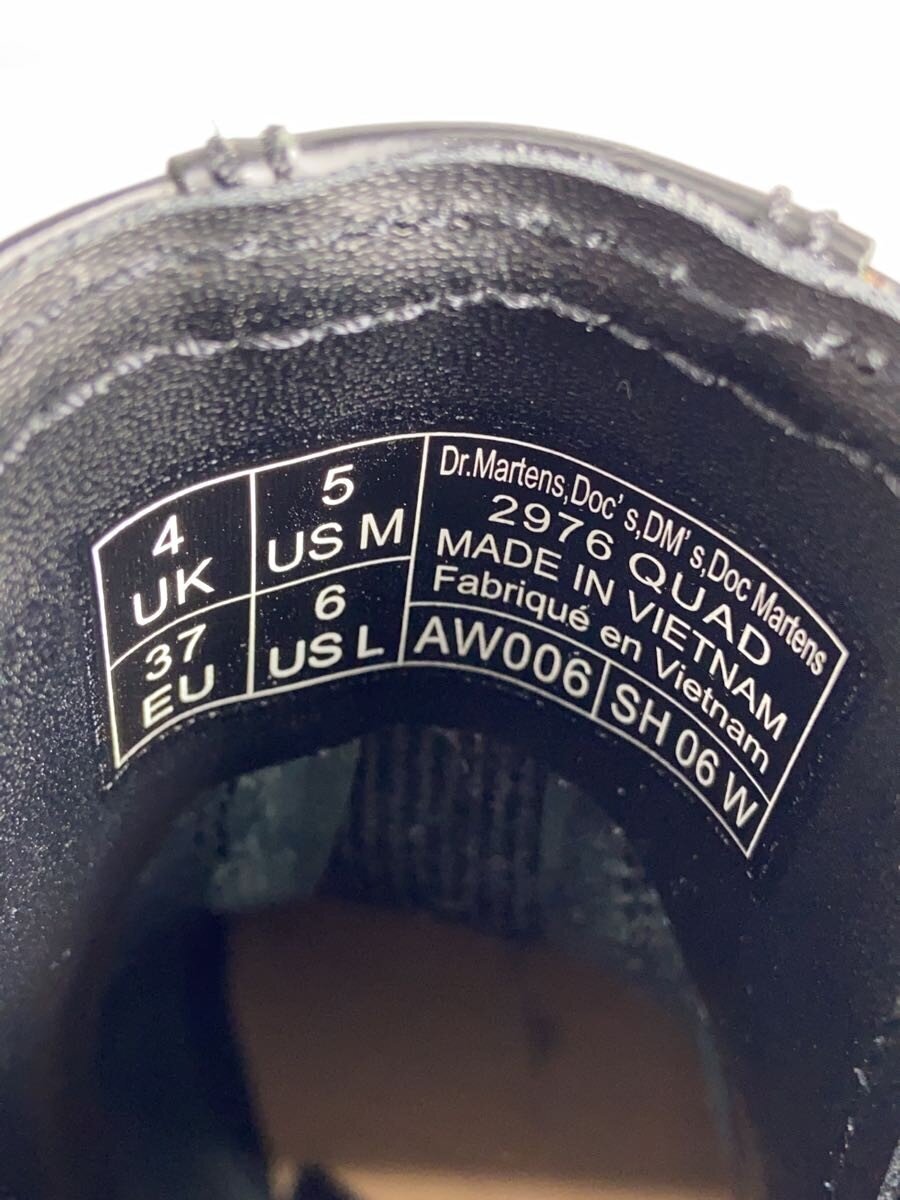 4
UK
5
US M
37
EU
6
US L
Dr.Martens,Doc's,DM's,Doc Martens
2976 QUAD
MADE IN VIETNAM
Fabriqué en Vietnam
AW006
SH 06 W